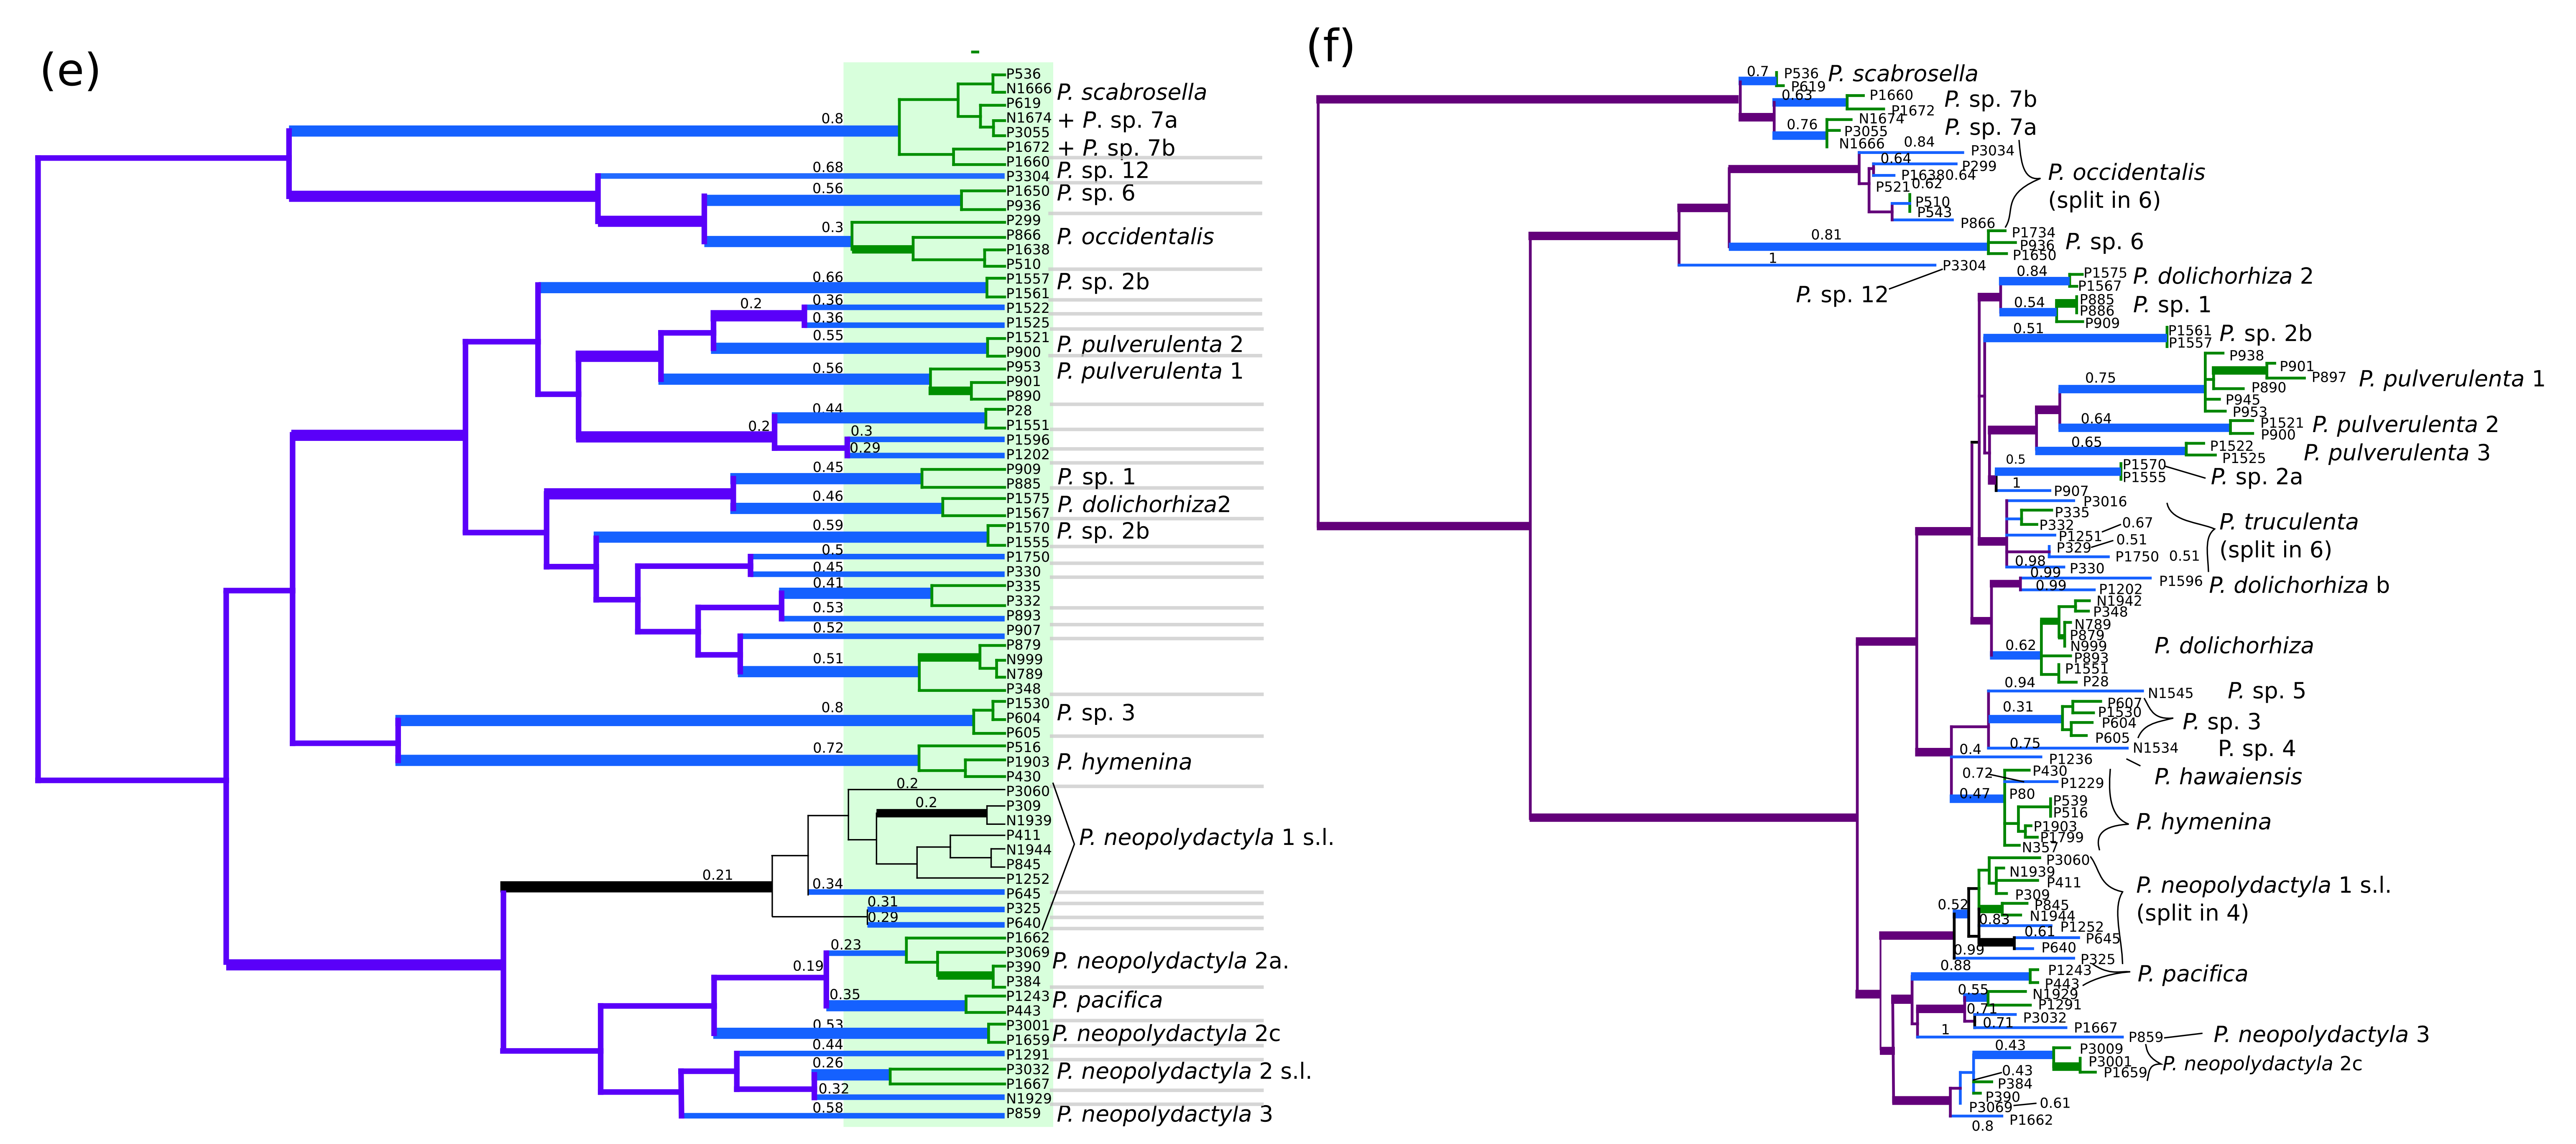 (e)
P536
N1666
P. scabrosella
P619
N1674
+ P. sp. 7a
0.8
P3055
P1672
+ P. sp. 7b
P1660
0.68
P3304
P. sp. 12
0.56
P1650
P. sp. 6
P936
0.3
P299
P866
P. occidentalis
P1638
P510
0.66
P1557
P. sp. 2b
P1561
0.2
0.36
P1522
0.36
P1525
0.55
P1521
P. pulverulenta 2
P900
0.56
P953
P. pulverulenta 1
P901
P890
0.44
P28
0.2
P1551
0.3
P1596
0.29
P1202
0.45
P909
P. sp. 1
P885
0.46
P1575
P. dolichorhiza2
P1567
0.59
P1570
P. sp. 2b
P1555
0.5
P1750
0.45
P330
0.41
P335
P332
0.53
P893
0.52
P907
P879
0.51
N999
N789
P348
0.8
P1530
P604
P. sp. 3
P605
0.72
P516
P1903
P. hymenina
P430
0.2
P3060
0.2
P309
N1939
P411
P. neopolydactyla 1 s.l.
N1944
P845
0.21
P1252
0.34
P645
0.31
P325
0.29
P640
0.23
P1662
P3069
0.19
P390
P. neopolydactyla 2a.
P384
0.35
P1243
P. pacifica
P443
0.53
P3001
P. neopolydactyla 2c
P1659
0.44
P1291
0.26
P3032
P. neopolydactyla 2 s.l.
0.32
P1667
N1929
0.58
P859
P. neopolydactyla 3
(f)
0.7
P536
P. scabrosella
P619
0.63
P1660
P. sp. 7b
P1672
N1674
0.76
P3055
P. sp. 7a
N1666
0.84
P3034
0.64
P299
P1638
0.64
P. occidentalis
P521
0.62
(split in 6)
P510
P543
P866
0.81
P1734
P936
P. sp. 6
P1650
1
P3304
P. sp. 12
0.84
P1575
P. dolichorhiza 2
P1567
0.54
P885
P. sp. 1
P886
P909
0.51
P1561
P. sp. 2b
P1557
P938
P901
0.75
P897
P. pulverulenta 1
P890
P945
P953
0.64
P1521
P. pulverulenta 2
P900
0.65
P1522
P. pulverulenta 3
P1525
0.5
P1570
P. sp. 2a
P1555
1
P907
P3016
P335
P. truculenta
P332
0.67
(split in 6)
P1251
0.51
P329
P1750
0.51
0.98
P330
0.99
P1596
P. dolichorhiza b
0.99
P1202
N1942
P348
N789
P879
0.62
N999
P. dolichorhiza
P893
P1551
P28
0.94
N1545
P. sp. 5
P607
0.31
P1530
P. sp. 3
P604
P605
0.75
N1534
P. sp. 4
0.4
P1236
P. hawaiensis
0.72
P430
P1229
0.47
P80
P539
P516
P. hymenina
P1903
P1799
N357
P3060
N1939
P. neopolydactyla 1 s.l.
P411
(split in 4)
P309
0.52
P845
0.83
N1944
P1252
0.61
P645
P640
0.99
P325
0.88
P1243
P. pacifica
P443
0.55
N1929
0.71
P1291
0.71
P3032
P1667
1
P859
P. neopolydactyla 3
0.43
P3009
P3001
P. neopolydactyla 2c
P1659
0.43
P384
P390
P3069
0.61
P1662
0.8